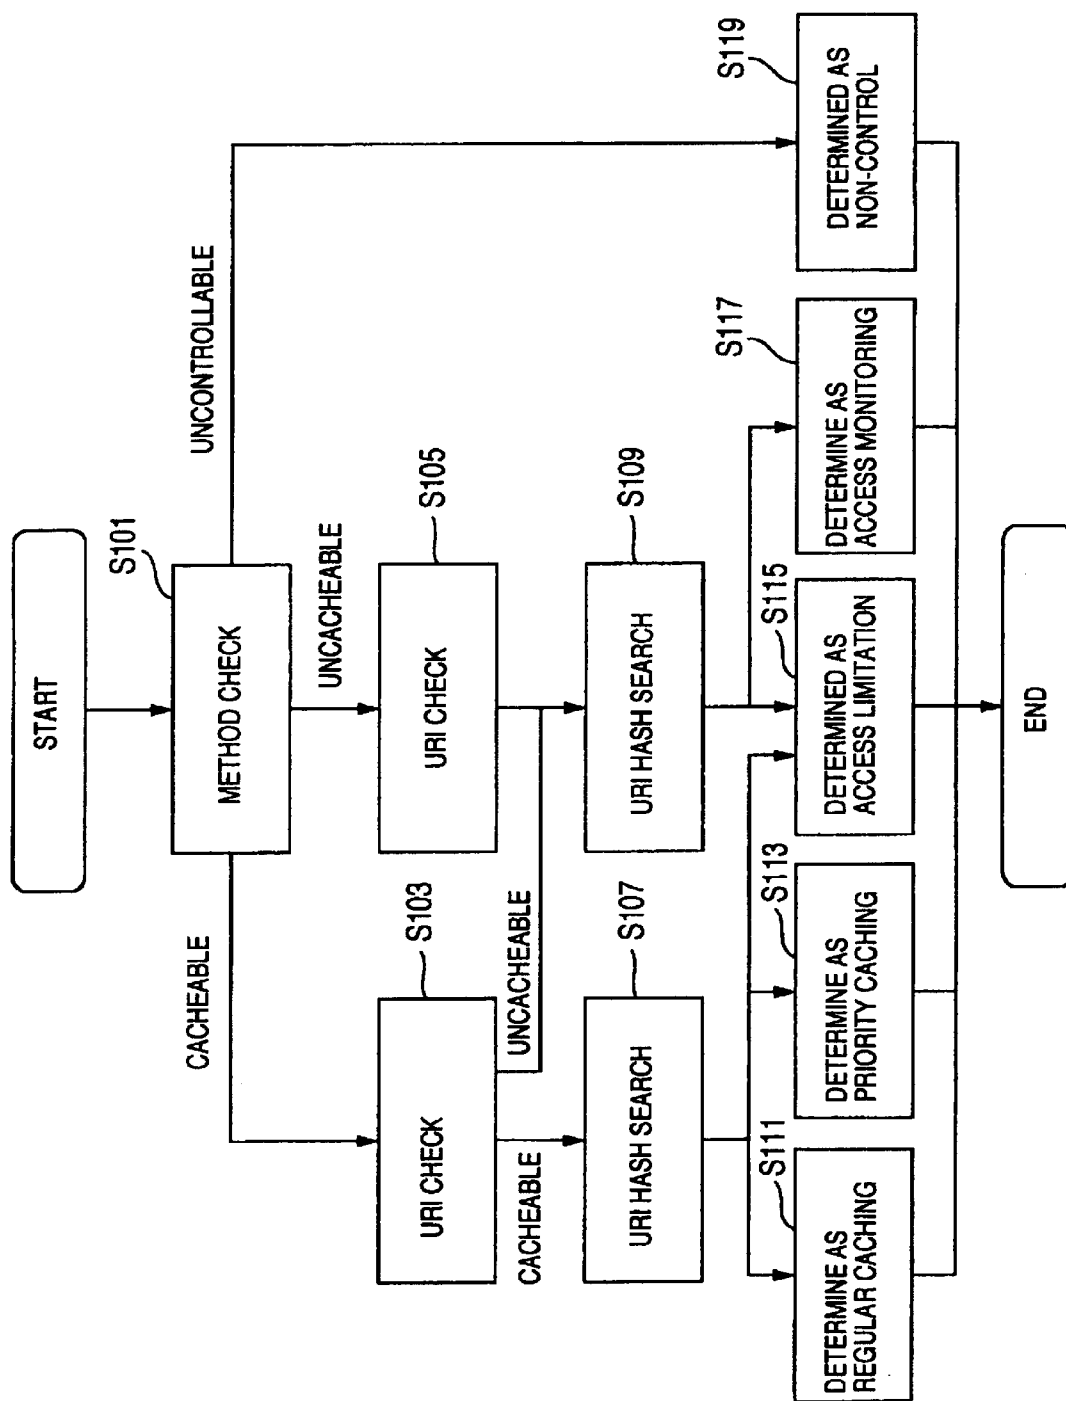 START
S101
METHOD CHECK
CACHEABLE
UNCACHEABLE
UNCONTROLLABLE
S103
URI CHECK
S105
URI CHECK
UNCACHEABLE
CACHEABLE
S107
URI HASH SEARCH
S109
URI HASH SEARCH
S111
DETERMINE AS
REGULAR CACHING
S113
DETERMINE AS
PRIORITY CACHING
S115
DETERMINED AS
ACCESS LIMITATION
S117
DETERMINE AS
ACCESS MONITORING
S119
DETERMINED AS
NON-CONTROL
END